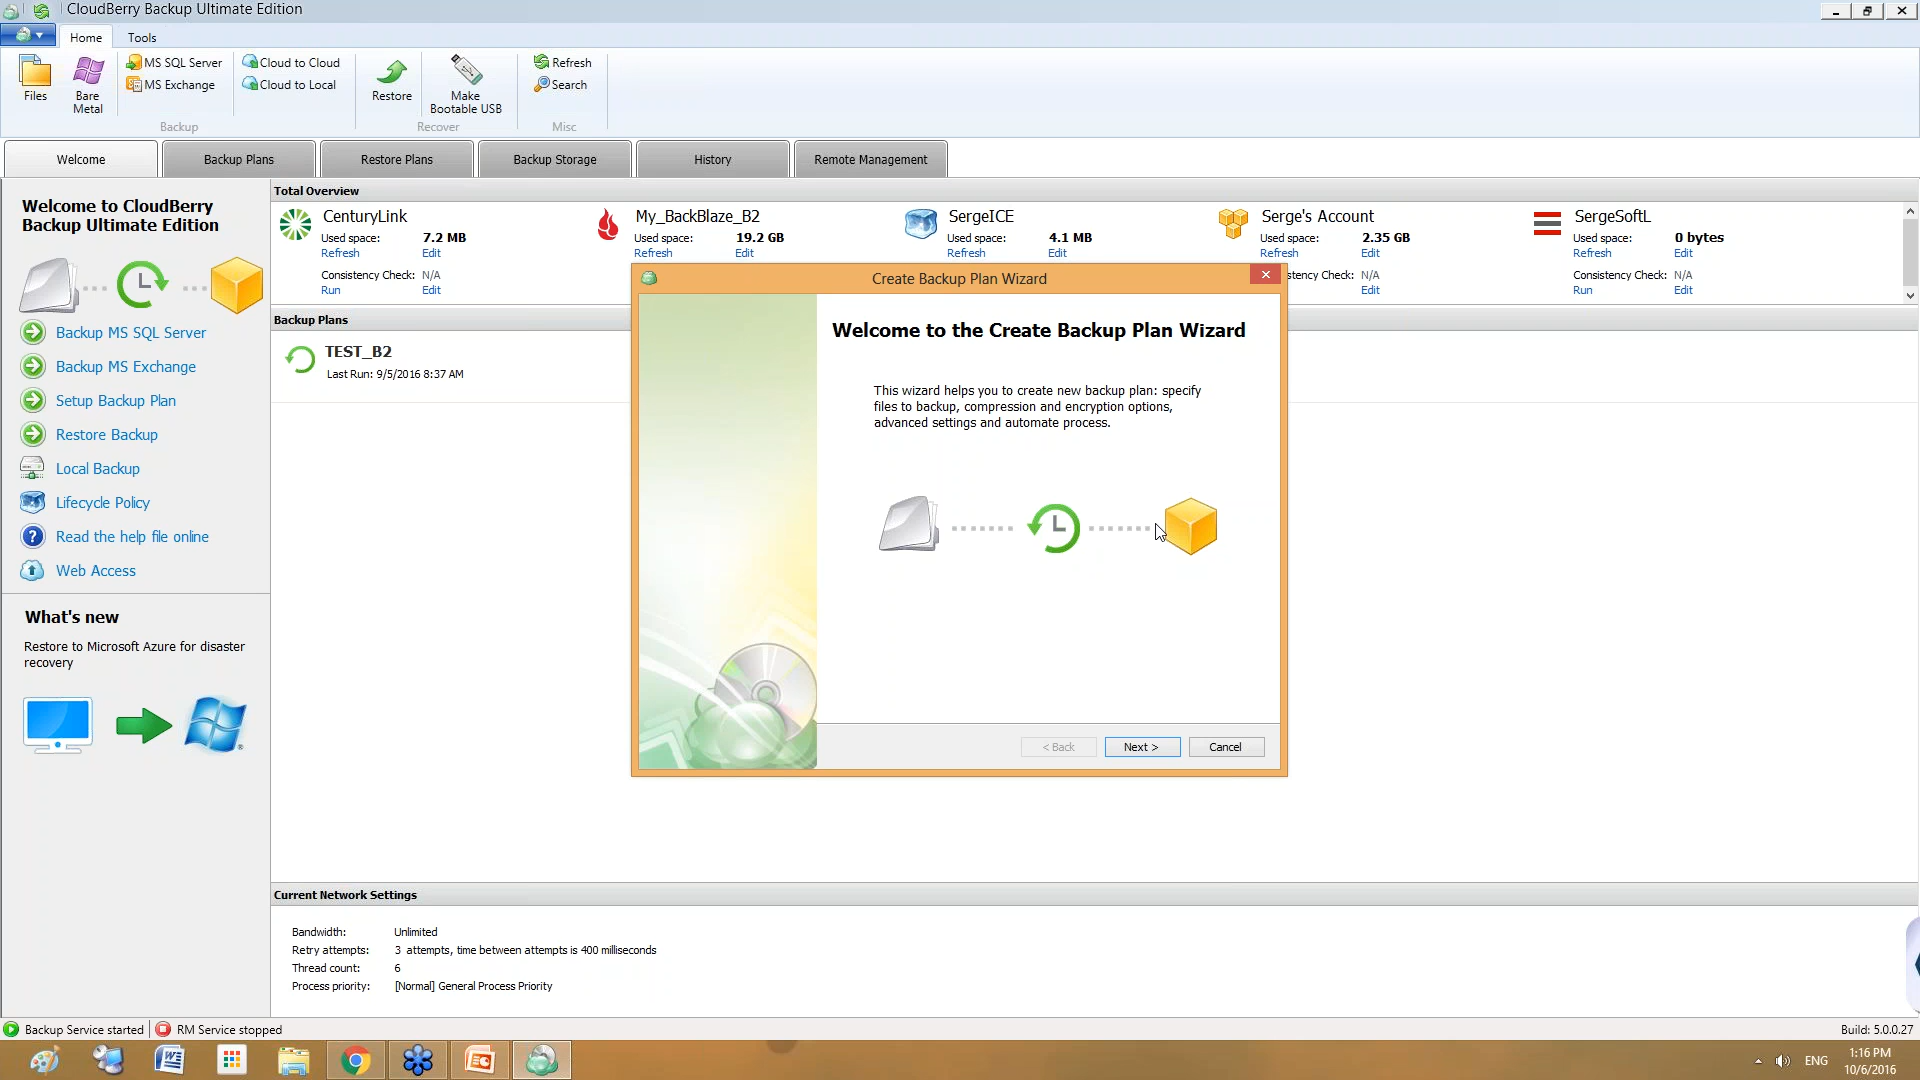 CloudBerry Backup Ultimate Edition
Home
Tools
Files
Bare
Metal
MS SQL Server
MS Exchange
Backup
Cloud to Cloud
Cloud to Local
Restore
Make
Bootable USB
Recover
Refresh
Search
Misc
Welcome
Backup Plans
Restore Plans
Backup Storage
History
Remote Management
Welcome to CloudBerry
Backup Ultimate Edition
Backup MS SQL Server
Backup MS Exchange
Setup Backup Plan
Restore Backup
Local Backup
Lifecycle Policy
Read the help file online
Web Access
What's new
Restore to Microsoft Azure for disaster
recovery
Total Overview
CenturyLink
Used space: 7.2 MB
Refresh Edit
Consistency Check: N/A
Run Edit
My_BackBlaze_B2
Used space: 19.2 GB
Refresh Edit
SergeICE
Used space: 4.1 MB
Refresh Edit
Serge's Account
Used space: 2.35 GB
Refresh Edit
stency Check: N/A
Edit
SergeSoftL
Used space: 0 bytes
Refresh Edit
Consistency Check: N/A
Run Edit
Backup Plans
TEST_B2
Last Run: 9/5/2016 8:37 AM
Create Backup Plan Wizard
Welcome to the Create Backup Plan Wizard
This wizard helps you to create new backup plan: specify
files to backup, compression and encryption options,
advanced settings and automate process.
< Back
Next >
Cancel
Current Network Settings
Bandwidth: Unlimited
Retry attempts: 3 attempts, time between attempts is 400 milliseconds
Thread count: 6
Process priority: [Normal] General Process Priority
Backup Service started
RM Service stopped
Build: 5.0.0.27
ENG
1:16 PM
10/6/2016